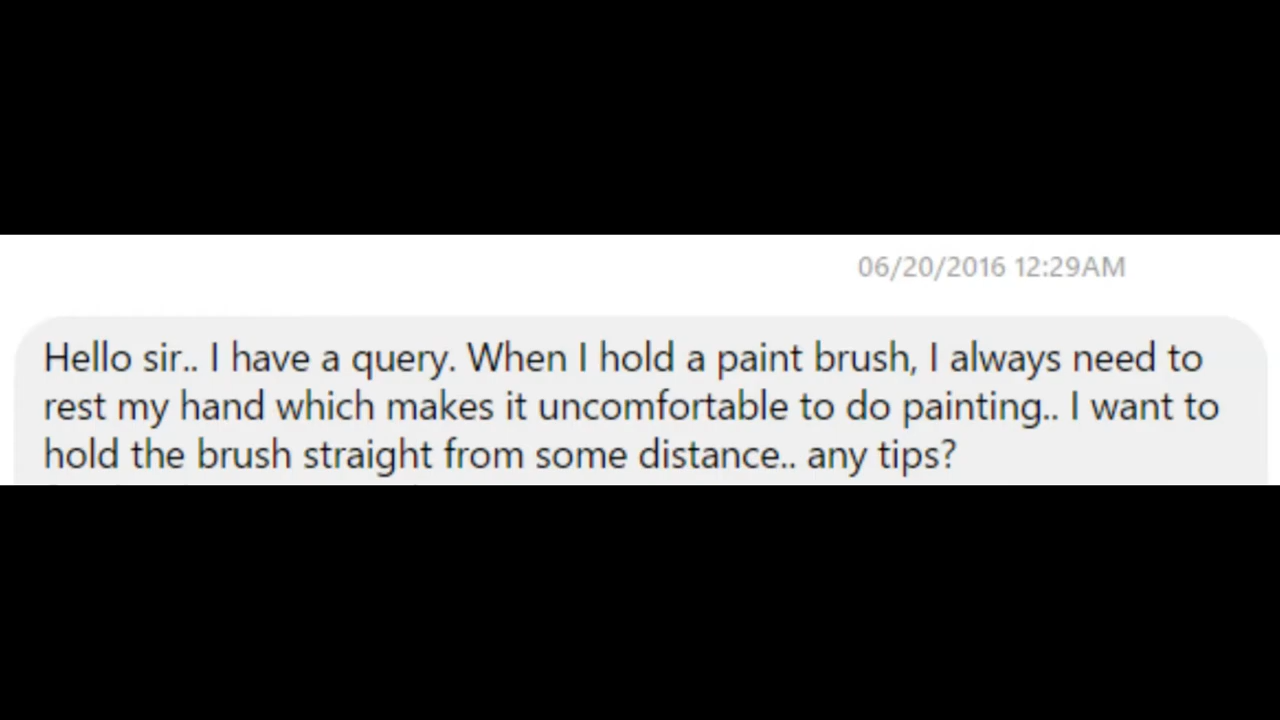 06/20/2016 12:29AM
Hello sir.. I have a query. When I hold a paint brush, I always need to
rest my hand which makes it uncomfortable to do painting.. I want to
hold the brush straight from some distance.. any tips?